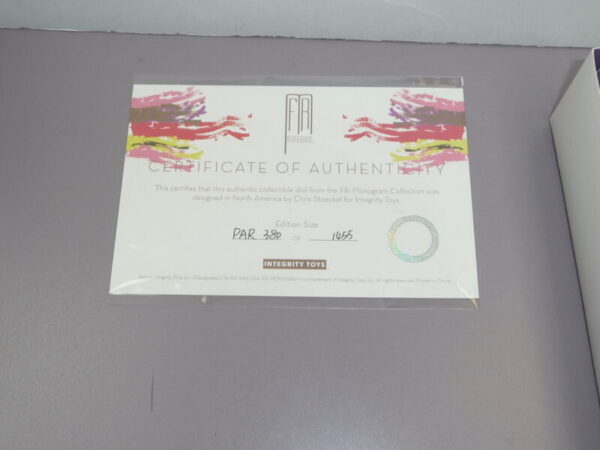 FR
CERTIFICATE OF AUTHENTICITY
This certifies that this authentic collectible doll from the FR: Monogram Collection was
designed in North America by Chris Stoeckel for Integrity Toys.
Edition Size
PAR 380 OF 1455
INTEGRITY TOYS